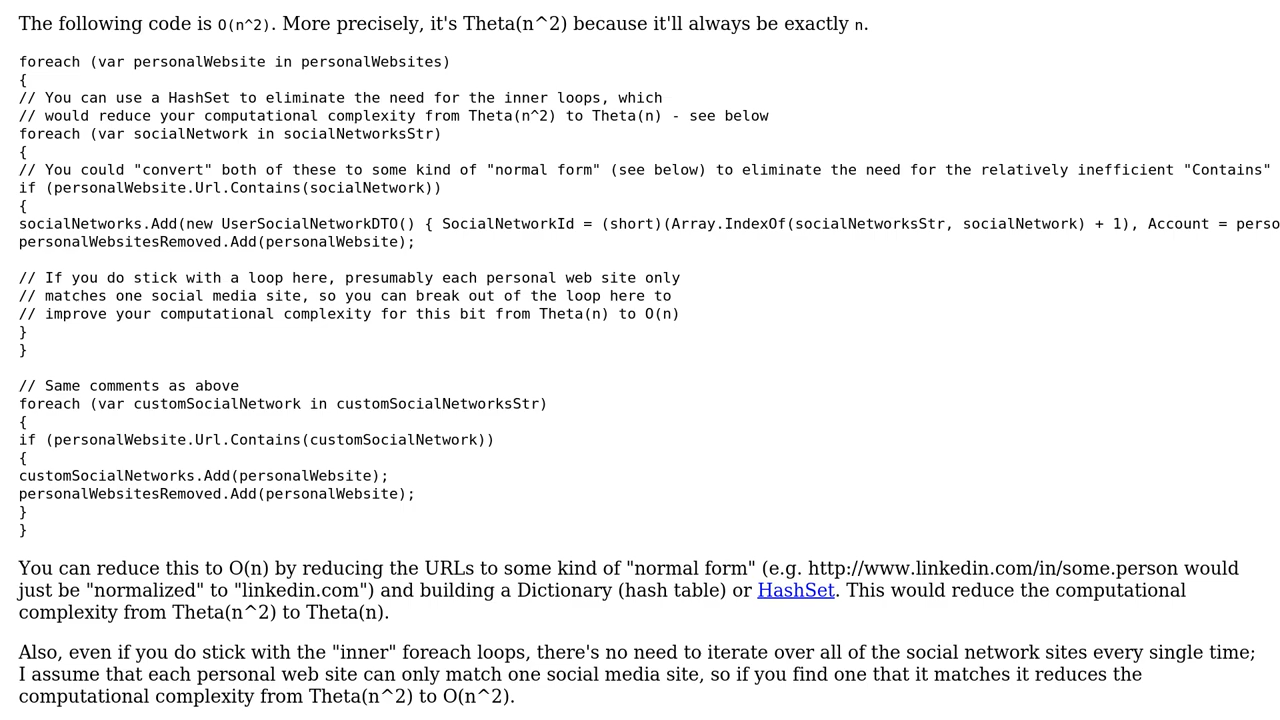 The following code is O(n^2). More precisely, it's Theta(n^2) because it'll always be exactly n.
foreach (var personalWebsite in personalWebsites)
{
// You can use a HashSet to eliminate the need for the inner loops, which
// would reduce your computational complexity from Theta(n^2) to Theta(n) - see below
foreach (var socialNetwork in socialNetworksStr)
{
// You could "convert" both of these to some kind of "normal form" (see below) to eliminate the need for the relatively inefficient "Contains"
if (personalWebsite.Url.Contains(socialNetwork))
{
socialNetworks.Add(new UserSocialNetworkDTO() { SocialNetworkId = (short)(Array.IndexOf(socialNetworksStr, socialNetwork) + 1), Account = perso
personalWebsitesRemoved.Add(personalWebsite);
// If you do stick with a loop here, presumably each personal web site only
// matches one social media site, so you can break out of the loop here to
// improve your computational complexity for this bit from Theta(n) to O(n)
}
}
// Same comments as above
foreach (var customSocialNetwork in customSocialNetworksStr)
{
if (personalWebsite.Url.Contains(customSocialNetwork))
{
customSocialNetworks.Add(personalWebsite);
personalWebsitesRemoved.Add(personalWebsite);
}
}
You can reduce this to O(n) by reducing the URLs to some kind of "normal form" (e.g. http://www.linkedin.com/in/some.person would
just be "normalized" to "linkedin.com") and building a Dictionary (hash table) or HashSet. This would reduce the computational
complexity from Theta(n^2) to Theta(n).
Also, even if you do stick with the "inner" foreach loops, there's no need to iterate over all of the social network sites every single time;
I assume that each personal web site can only match one social media site, so if you find one that it matches it reduces the
computational complexity from Theta(n^2) to O(n^2).